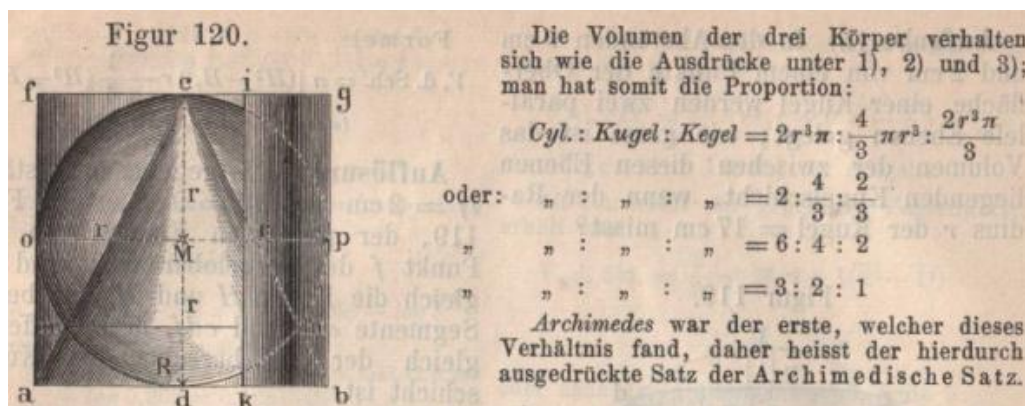 Figur 120.
f e i g
r
o r M r p
r
R
a d k b
Die Volumen der drei Körper verhalten
sich wie die Ausdrücke unter 1), 2) und 3);
man hat somit die Proportion:
Cyl. : Kugel : Kegel = 2r³π : 4/3 πr³ : 2r³π/3
oder: „ : „ : „ = 2 : 4/3 : 2/3
„ „ : „ : „ = 6 : 4 : 2
„ „ : „ : „ = 3 : 2 : 1
Archimedes war der erste, welcher dieses
Verhältnis fand, daher heisst der hierdurch
ausgedrückte Satz der Archimedische Satz.